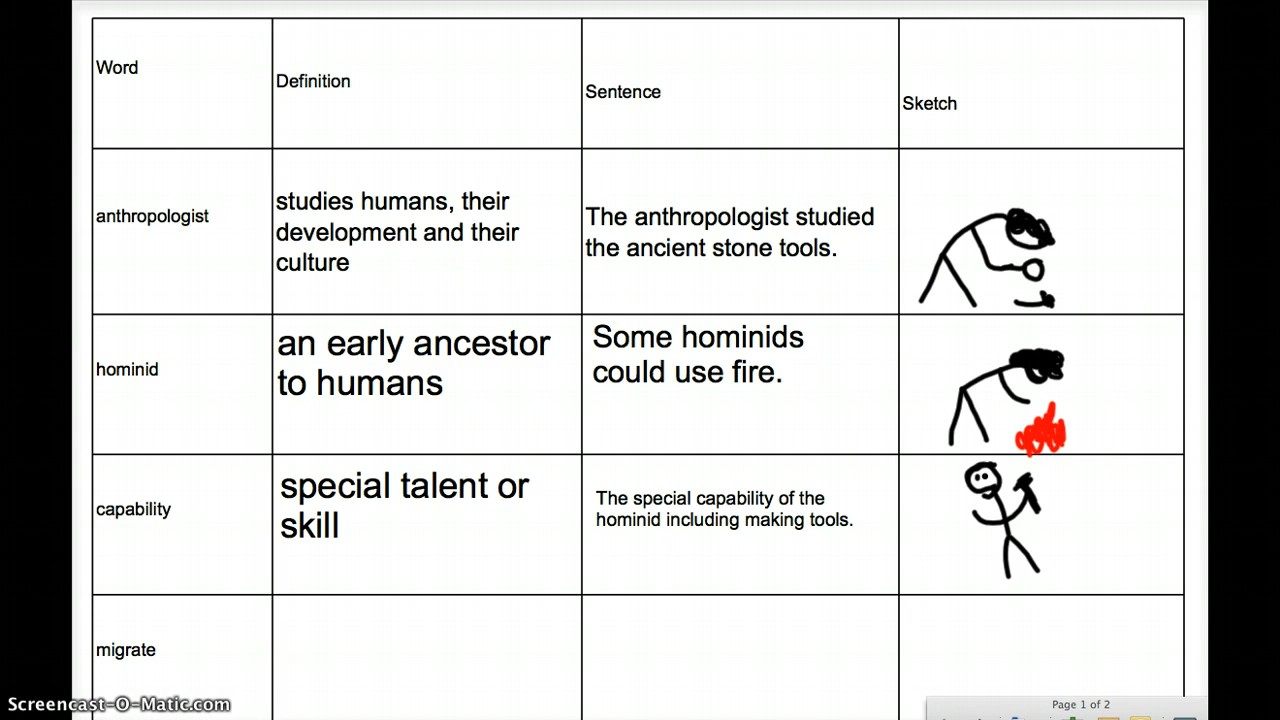 Word
Definition
Sentence
Sketch
anthropologist
studies humans, their
development and their
culture
The anthropologist studied
the ancient stone tools.
hominid
an early ancestor
to humans
Some hominids
could use fire.
capability
special talent or
skill
The special capability of the
hominid including making tools.
migrate
Screencast-O-Matic.com
Page 1 of 2